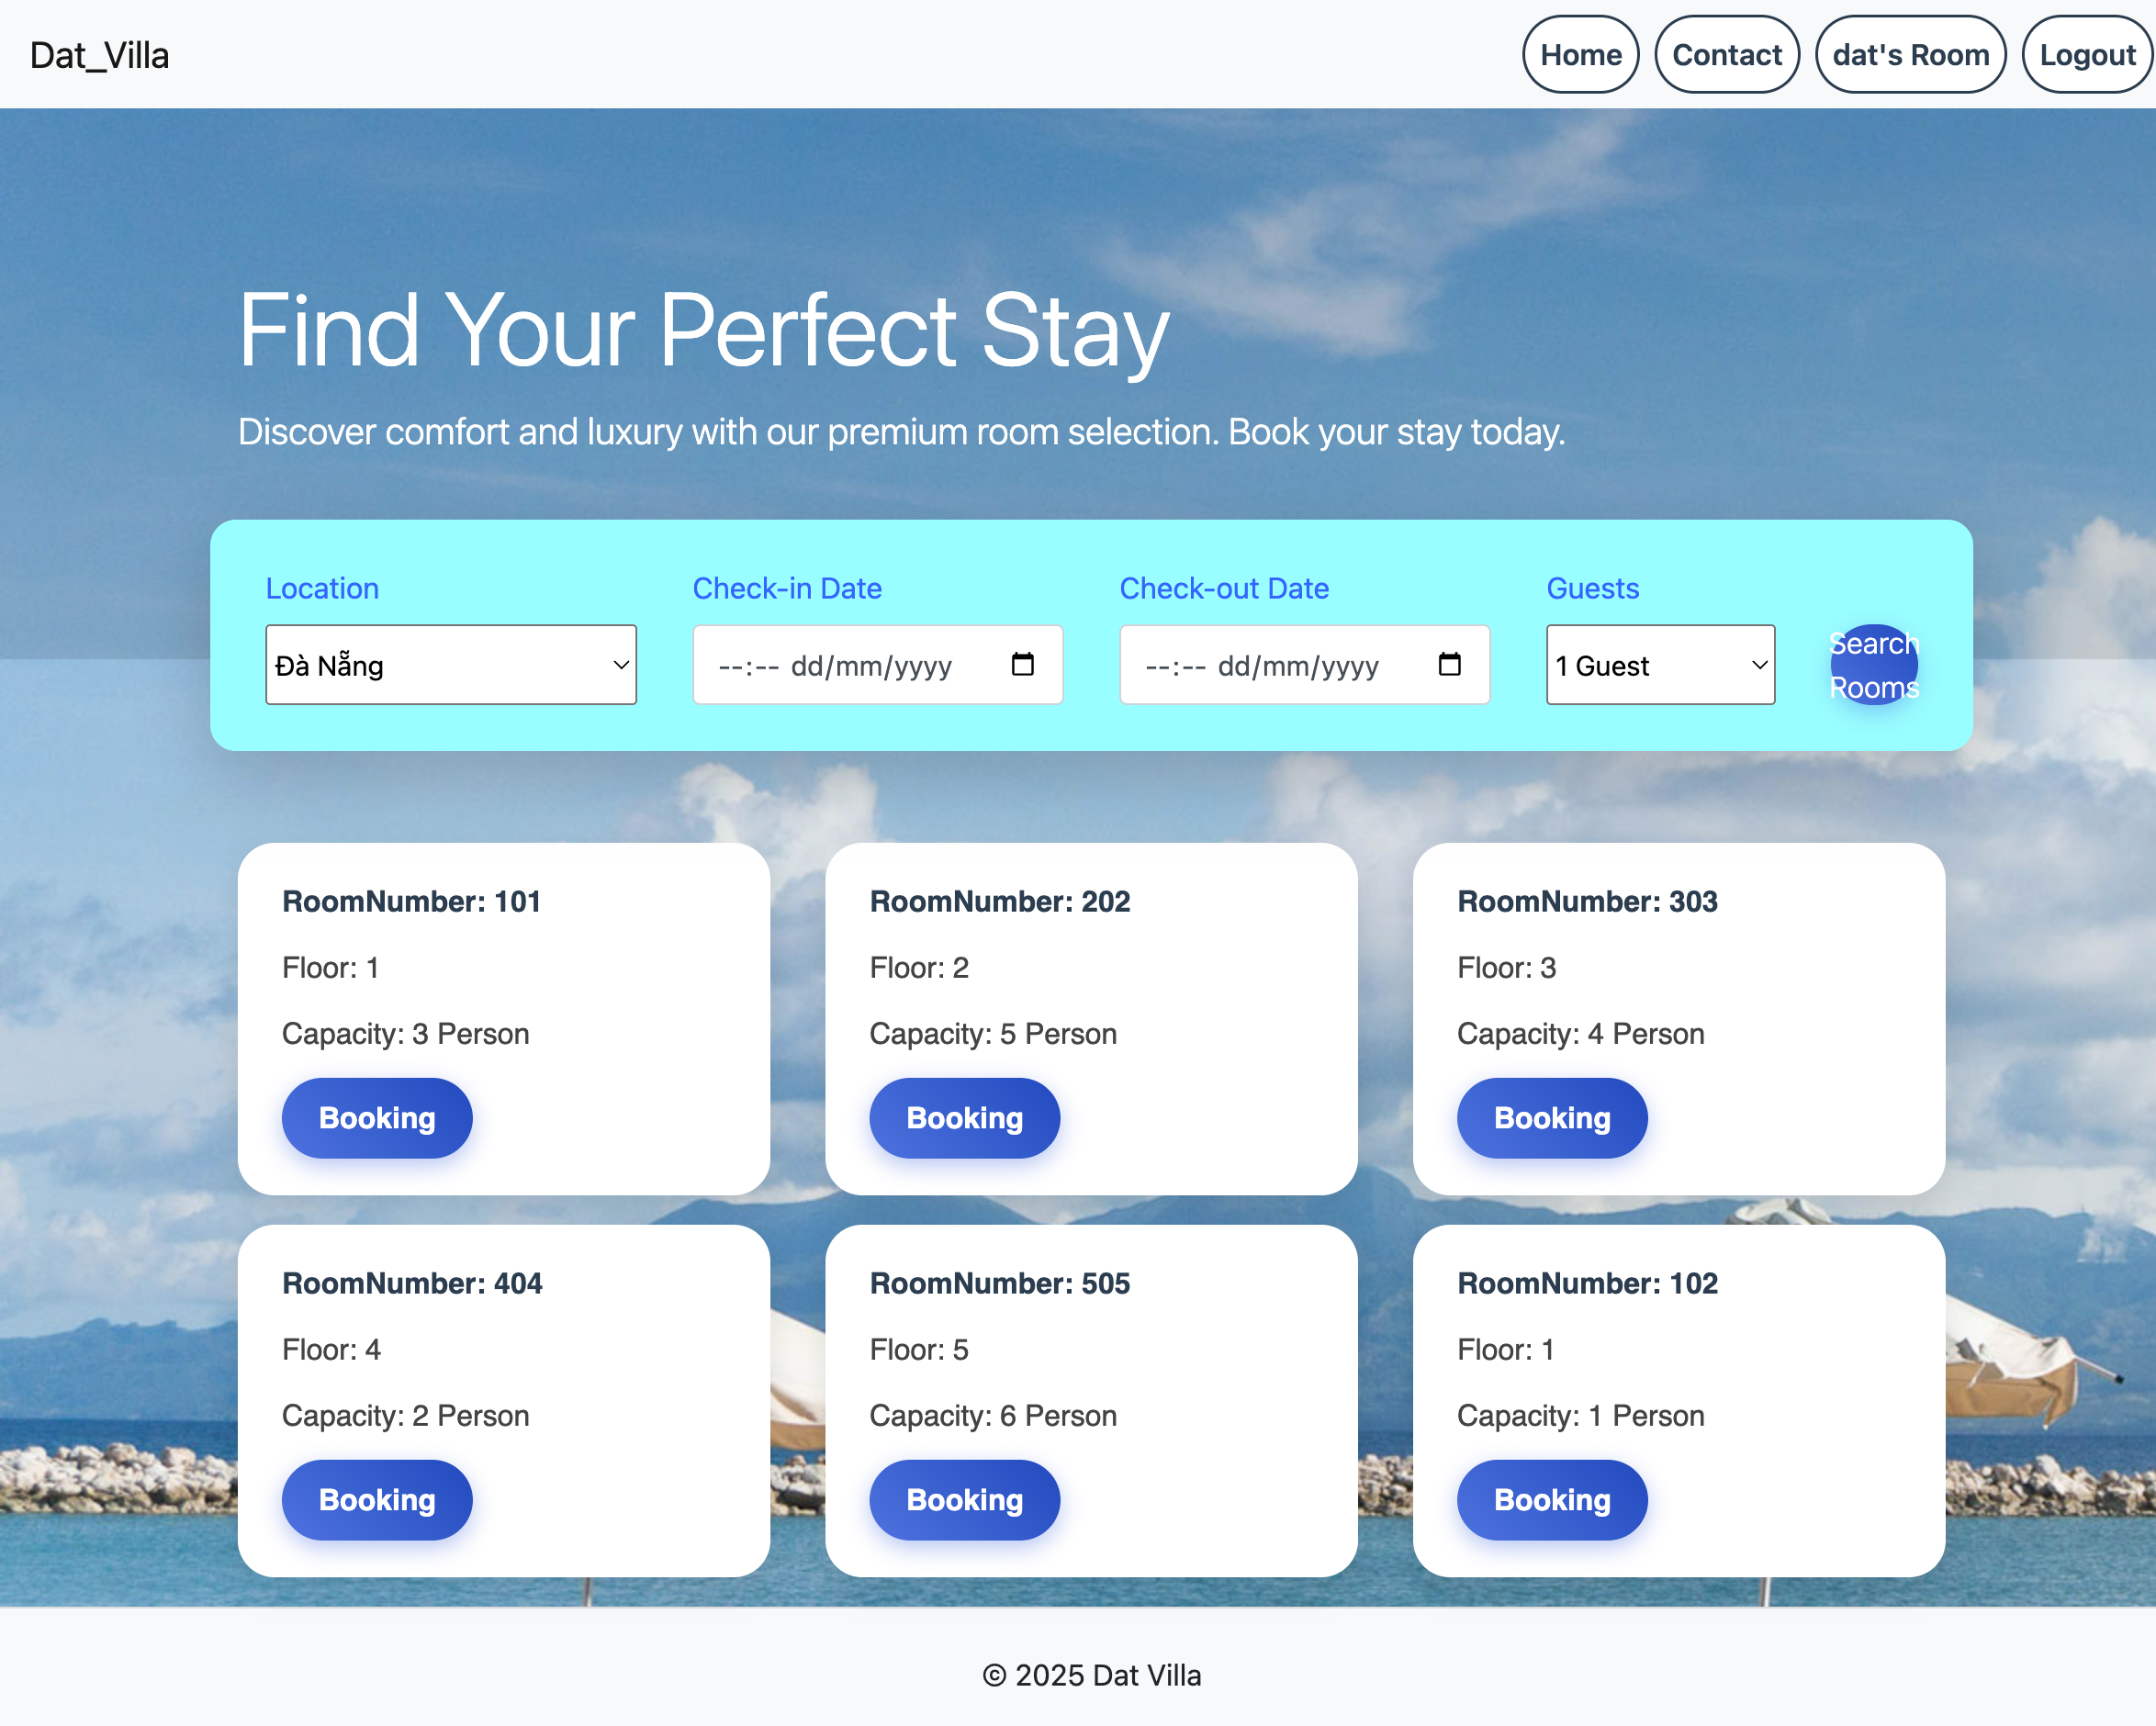 Dat_Villa
Home
Contact
dat's Room
Logout
Find Your Perfect Stay
Discover comfort and luxury with our premium room selection. Book your stay today.
Location
Check-in Date
Check-out Date
Guests
Đà Nẵng
--:-- dd/mm/yyyy
--:-- dd/mm/yyyy
1 Guest
Search
Rooms
RoomNumber: 101
Floor: 1
Capacity: 3 Person
Booking
RoomNumber: 202
Floor: 2
Capacity: 5 Person
Booking
RoomNumber: 303
Floor: 3
Capacity: 4 Person
Booking
RoomNumber: 404
Floor: 4
Capacity: 2 Person
Booking
RoomNumber: 505
Floor: 5
Capacity: 6 Person
Booking
RoomNumber: 102
Floor: 1
Capacity: 1 Person
Booking
© 2025 Dat Villa